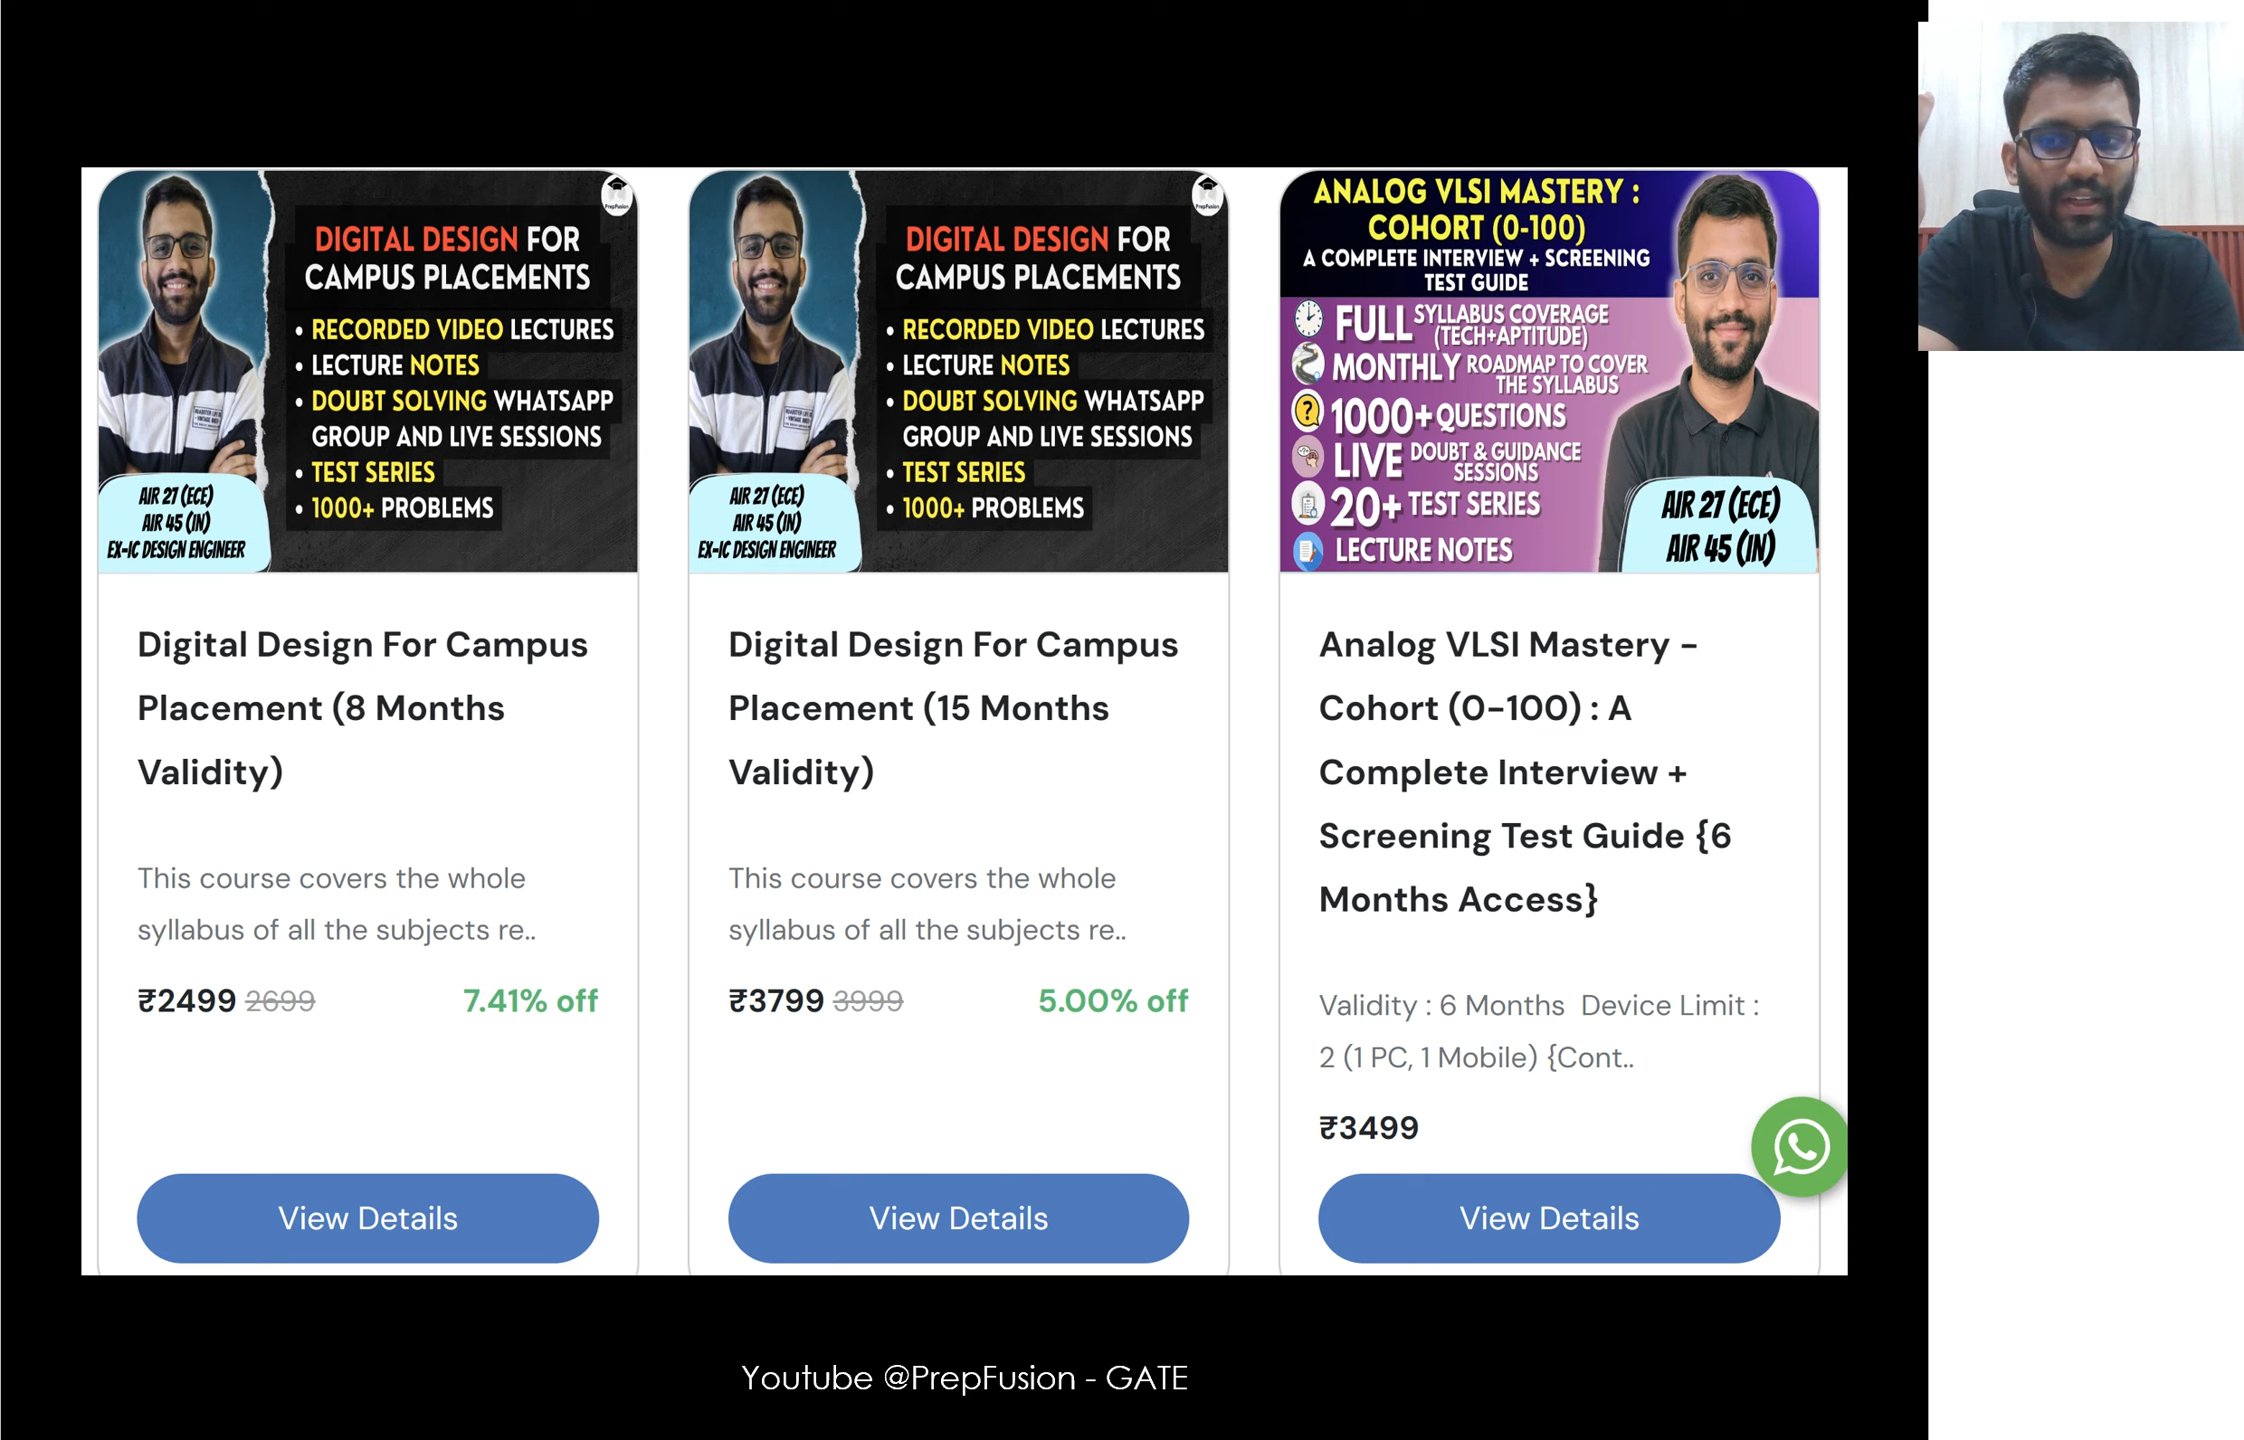 PrepFusion
DIGITAL DESIGN FOR
CAMPUS PLACEMENTS
• RECORDED VIDEO LECTURES
• LECTURE NOTES
• DOUBT SOLVING WHATSAPP
GROUP AND LIVE SESSIONS
• TEST SERIES
• 1000+ PROBLEMS
AIR 27 (ECE)
AIR 45 (IN)
EX-IC DESIGN ENGINEER
Digital Design For Campus
Placement (8 Months
Validity)
This course covers the whole
syllabus of all the subjects re..
₹2499 2699 7.41% off
View Details
PrepFusion
DIGITAL DESIGN FOR
CAMPUS PLACEMENTS
• RECORDED VIDEO LECTURES
• LECTURE NOTES
• DOUBT SOLVING WHATSAPP
GROUP AND LIVE SESSIONS
• TEST SERIES
• 1000+ PROBLEMS
AIR 27 (ECE)
AIR 45 (IN)
EX-IC DESIGN ENGINEER
Digital Design For Campus
Placement (15 Months
Validity)
This course covers the whole
syllabus of all the subjects re..
₹3799 3999 5.00% off
View Details
ANALOG VLSI MASTERY :
COHORT (0-100)
A COMPLETE INTERVIEW + SCREENING
TEST GUIDE
FULL SYLLABUS COVERAGE
(TECH+APTITUDE)
MONTHLY ROADMAP TO COVER
THE SYLLABUS
1000+ QUESTIONS
LIVE DOUBT & GUIDANCE
SESSIONS
20+ TEST SERIES
LECTURE NOTES
AIR 27 (ECE)
AIR 45 (IN)
Analog VLSI Mastery -
Cohort (0-100) : A
Complete Interview +
Screening Test Guide {6
Months Access}
Validity : 6 Months Device Limit :
2 (1 PC, 1 Mobile) {Cont..
₹3499
View Details
Youtube @PrepFusion - GATE